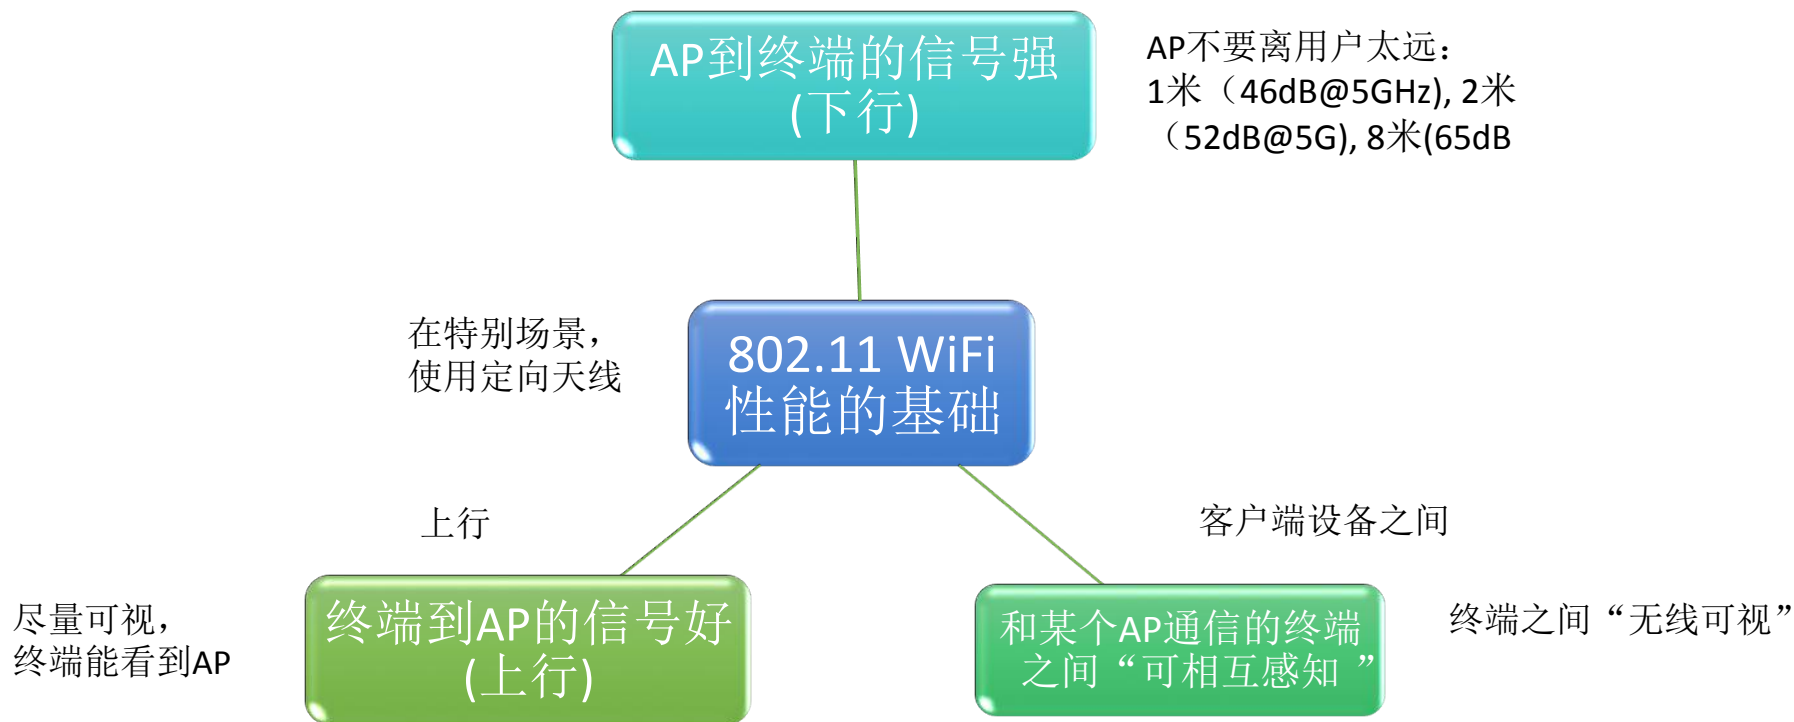 AP到终端的信号强
(下行)
AP不要离用户太远：
1米（46dB@5GHz), 2米
（52dB@5G), 8米(65dB
在特别场景，
使用定向天线
802.11 WiFi
性能的基础
上行
客户端设备之间
尽量可视，
终端能看到AP
终端到AP的信号好
(上行)
和某个AP通信的终端
之间“可相互感知 ”
终端之间“无线可视”